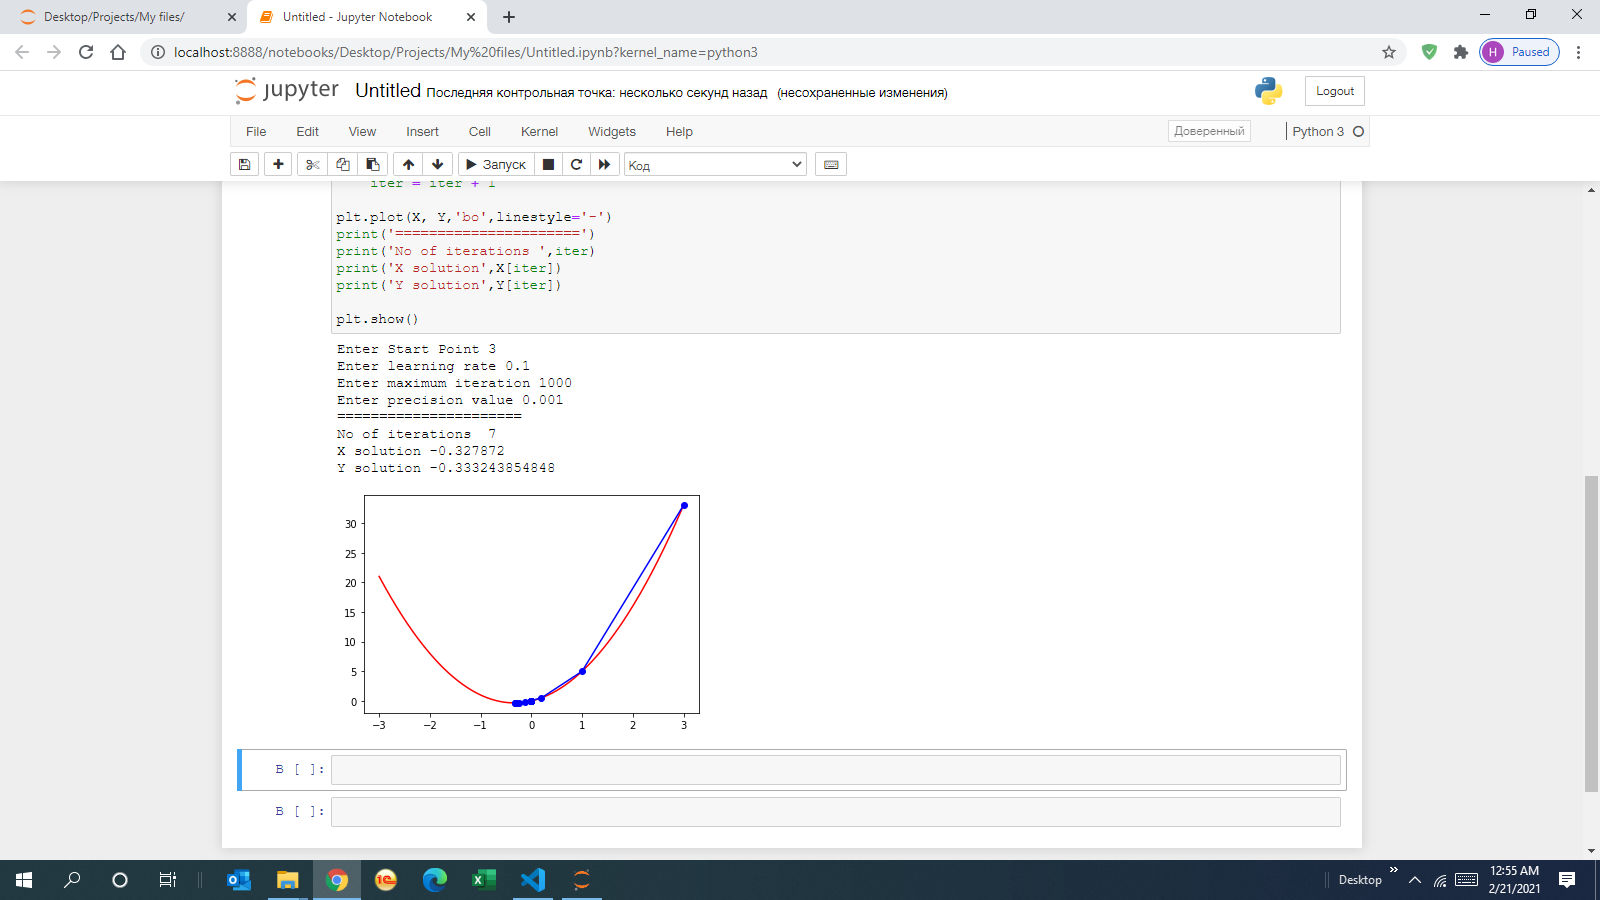 Desktop/Projects/My files/
Untitled - Jupyter Notebook
localhost:8888/notebooks/Desktop/Projects/My%20files/Untitled.ipynb?kernel_name=python3
H Paused
jupyter Untitled Последняя контрольная точка: несколько секунд назад (несохраненные изменения)
Logout
File Edit View Insert Cell Kernel Widgets Help
Доверенный
Python 3
Запуск
Код
iter = iter + 1
plt.plot(X, Y,'bo',linestyle='-')
print('======================')
print('No of iterations ',iter)
print('X solution',X[iter])
print('Y solution',Y[iter])
plt.show()
Enter Start Point 3
Enter learning rate 0.1
Enter maximum iteration 1000
Enter precision value 0.001
======================
No of iterations  7
X solution -0.327872
Y solution -0.333243854848
30
25
20
15
10
5
0
−3 −2 −1 0 1 2 3
В [ ]:
В [ ]:
Desktop
12:55 AM
2/21/2021